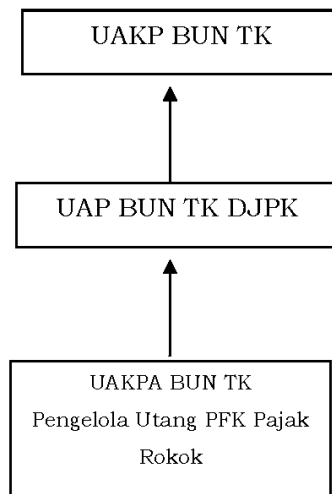 UAKP BUN TK
UAP BUN TK DJPK
UAKPA BUN TK
Pengelola Utang PFK Pajak
Rokok